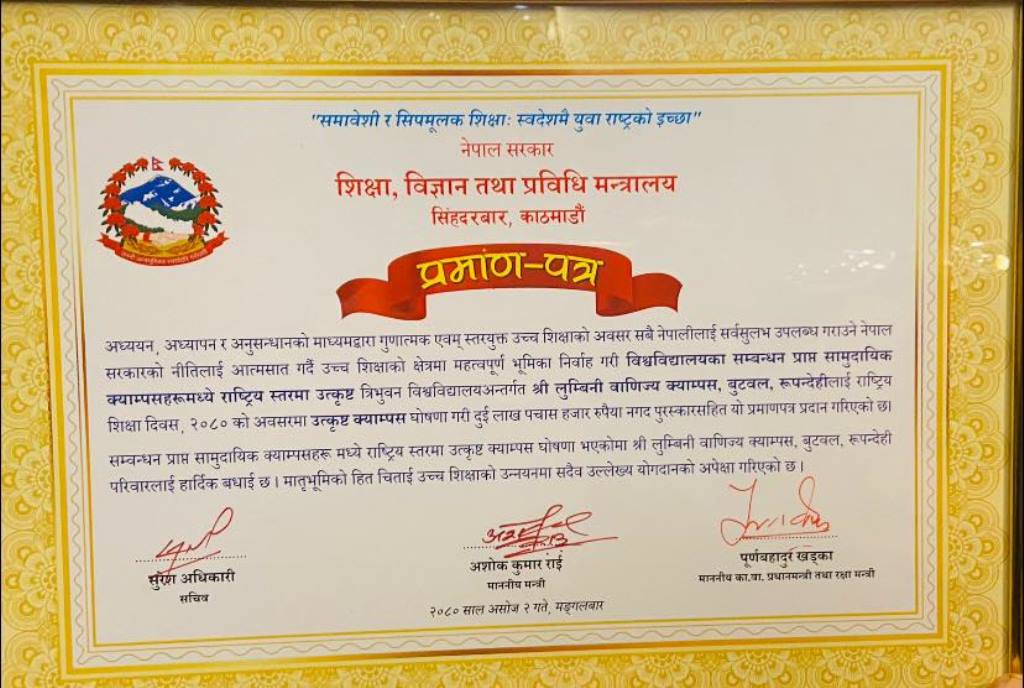 "समावेशी र सिपमूलक शिक्षाः स्वदेशमै युवा राष्ट्रको इच्छा"
नेपाल सरकार
शिक्षा, विज्ञान तथा प्रविधि मन्त्रालय
सिंहदरबार, काठमाडौं
प्रमाण-पत्र
अध्ययन, अध्यापन र अनुसन्धानको माध्यमद्वारा गुणात्मक एवम् स्तरयुक्त उच्च शिक्षाको अवसर सबै नेपालीलाई सर्वसुलभ उपलब्ध गराउने नेपाल
सरकारको नीतिलाई आत्मसात गर्दै उच्च शिक्षाको क्षेत्रमा महत्वपूर्ण भूमिका निर्वाह गरी विश्वविद्यालयका सम्बन्धन प्राप्त सामुदायिक
क्याम्पसहरूमध्ये राष्ट्रिय स्तरमा उत्कृष्ट त्रिभुवन विश्वविद्यालयअन्तर्गत श्री लुम्बिनी वाणिज्य क्याम्पस, बुटवल, रूपन्देहीलाई राष्ट्रिय
शिक्षा दिवस, २०८० को अवसरमा उत्कृष्ट क्याम्पस घोषणा गरी दुई लाख पचास हजार रुपैया नगद पुरस्कारसहित यो प्रमाणपत्र प्रदान गरिएको छ।
सम्बन्धन प्राप्त सामुदायिक क्याम्पसहरू मध्ये राष्ट्रिय स्तरमा उत्कृष्ट क्याम्पस घोषणा भएकोमा श्री लुम्बिनी वाणिज्य क्याम्पस, बुटवल, रूपन्देही
परिवारलाई हार्दिक बधाई छ। मातृभूमिको हित चिताई उच्च शिक्षाको उन्नयनमा सदैव उल्लेख्य योगदानको अपेक्षा गरिएको छ।
सुरेश अधिकारी
सचिव
अशोक कुमार राई
माननीय मन्त्री
पूर्णबहादुर खड्का
माननीय का.वा. प्रधानमन्त्री तथा रक्षा मन्त्री
२०८० साल असोज २ गते, मङ्गलबार